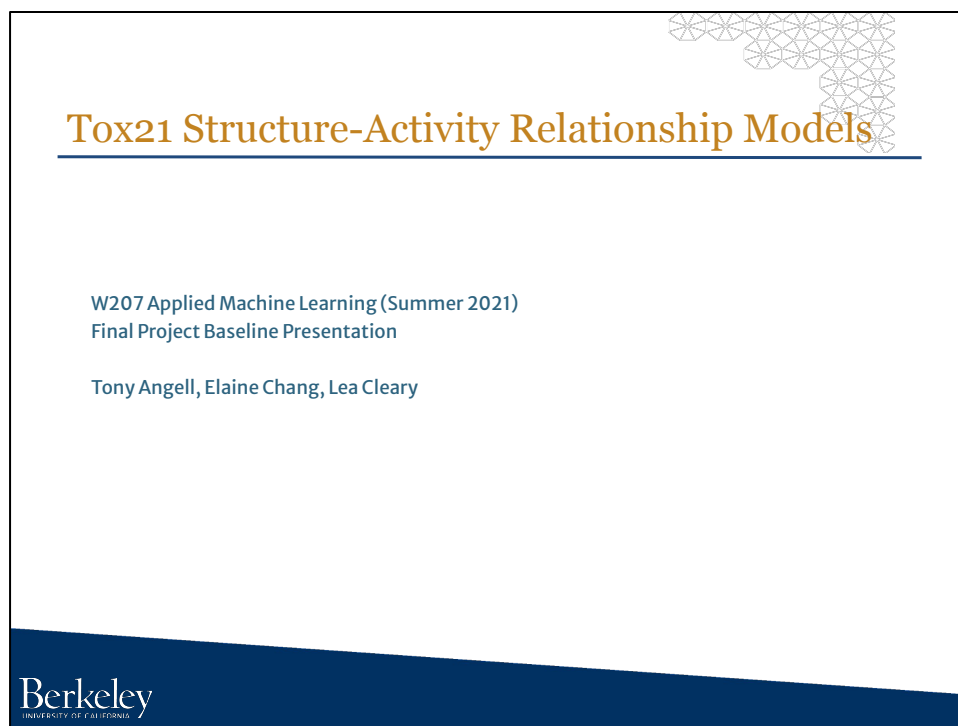 Tox21 Structure-Activity Relationship Models
W207 Applied Machine Learning (Summer 2021)
Final Project Baseline Presentation
Tony Angell, Elaine Chang, Lea Cleary
Berkeley
UNIVERSITY OF CALIFORNIA